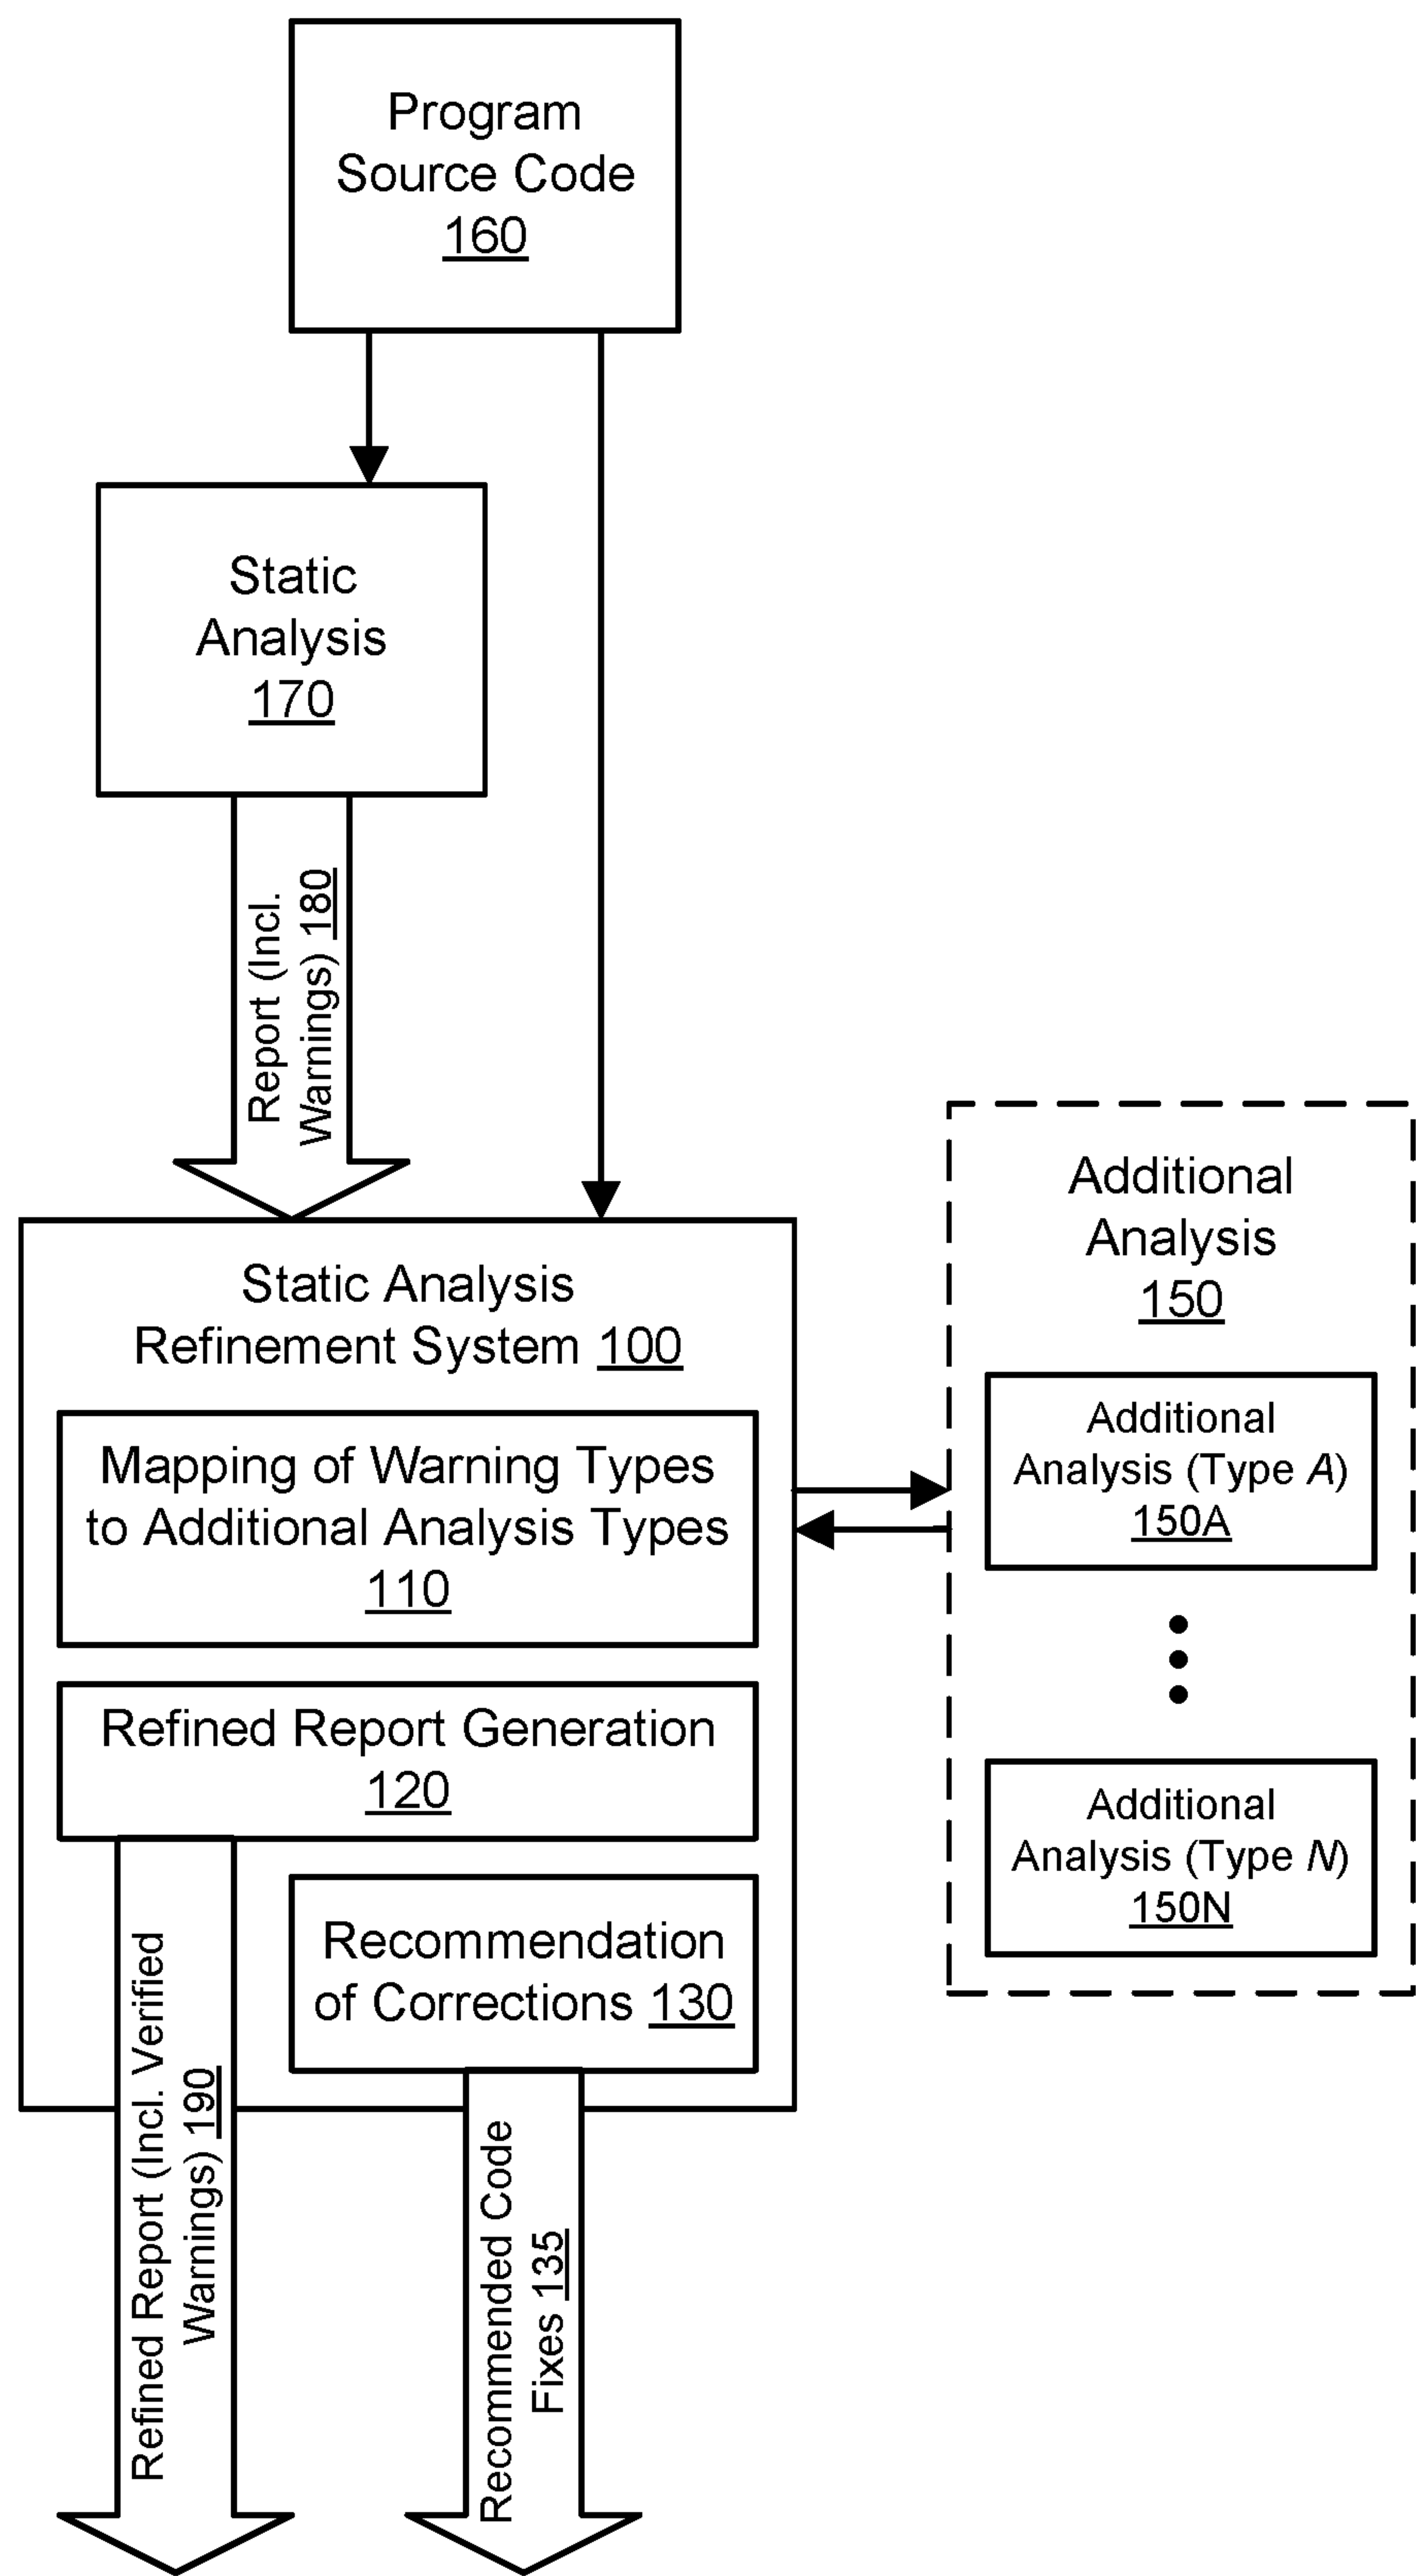 Program
Source Code
160
Static
Analysis
170
Report (Incl.
Warnings) 180
Static Analysis
Refinement System 100
Mapping of Warning Types
to Additional Analysis Types
110
Refined Report Generation
120
Recommendation
of Corrections 130
Additional
Analysis
150
Additional
Analysis (Type A)
150A
Additional
Analysis (Type N)
150N
Refined Report (Incl. Verified
Warnings) 190
Recommended Code
Fixes 135